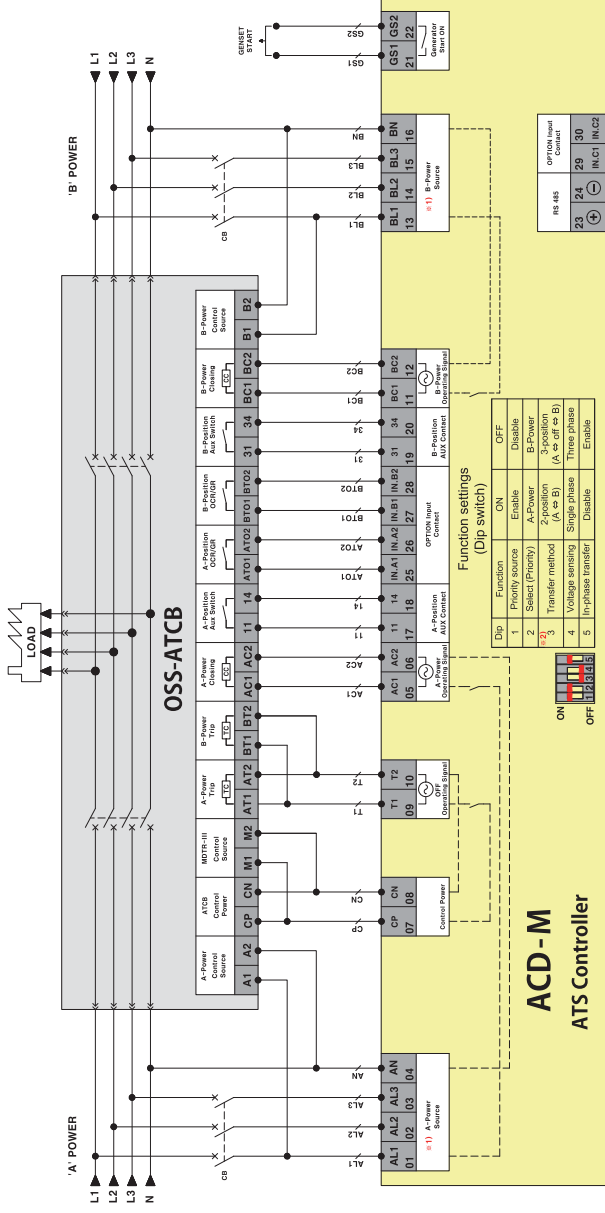 'A' POWER
L1
L2
L3
N
'B' POWER
L1
L2
L3
N
LOAD
GENSET
START
CB
CB
OSS-ATCB
A-Power
Control
Source
ATCB
Control
Power
MDTR-III
Control
Source
A-Power
Trip
B-Power
Trip
A-Power
Closing
A-Position
Aux Switch
A-Position
OCR/GR
B-Position
OCR/GR
B-Position
Aux Switch
B-Power
Closing
B-Power
Control
Source
TC
TC
CC
CC
A1 A2 CP CN M1 M2 AT1 AT2 BT1 BT2 AC1 AC2 11 14 ATO1 ATO2 BTO1 BTO2 31 34 BC1 BC2 B1 B2
AL1 AL2 AL3 AN CP CN T1 T2 AC1 AC2 11 14 ATO1 ATO2 BTO1 BTO2 31 34 BC1 BC2 BL1 BL2 BL3 BN GS1 GS2
AL1 AL2 AL3 AN
01 02 03 04
※1) A-Power
Source
CP CN
07 08
Control Power
T1 T2
09 10
OFF
Operating Signal
AC1 AC2
05 06
A-Power
Operating Signal
11 14
17 18
A-Position
AUX Contact
IN.A1 IN.A2 IN.B1 IN.B2
25 26 27 28
OPTION Input
Contact
31 34
19 20
B-Position
AUX Contact
BC1 BC2
11 12
B-Power
Operating Signal
BL1 BL2 BL3 BN
13 14 15 16
※1) B-Power
Source
GS1 GS2
21 22
Generator
Start ON
ACD-M
ATS Controller
ON
OFF
1 2 3 4 5
Function settings
(Dip switch)
Dip Function ON OFF
1 Priority source Enable Disable
2 Select (Priority) A-Power B-Power
※2) 3 Transfer method 2-position (A ⇔ B) 3-position (A ⇔ off ⇔ B)
4 Voltage sensing Single phase Three phase
5 In-phase transfer Disable Enable
RS 485
OPTION Input
Contact
23 24 29 30
+ − IN.C1 IN.C2